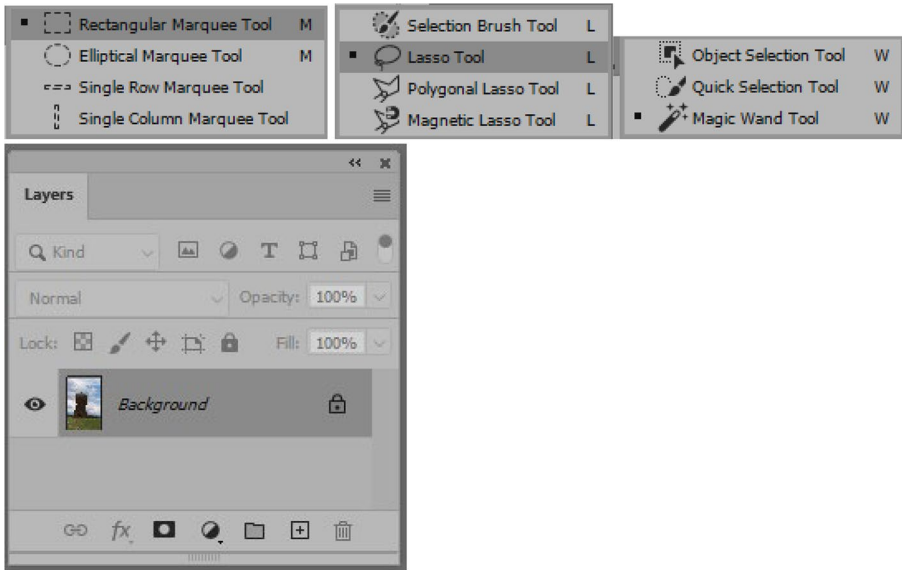 Rectangular Marquee Tool M
Elliptical Marquee Tool M
Single Row Marquee Tool
Single Column Marquee Tool
Selection Brush Tool L
Lasso Tool L
Polygonal Lasso Tool L
Magnetic Lasso Tool L
Object Selection Tool W
Quick Selection Tool W
Magic Wand Tool W
Layers
Kind
Normal Opacity: 100%
Lock: Fill: 100%
Background
fx